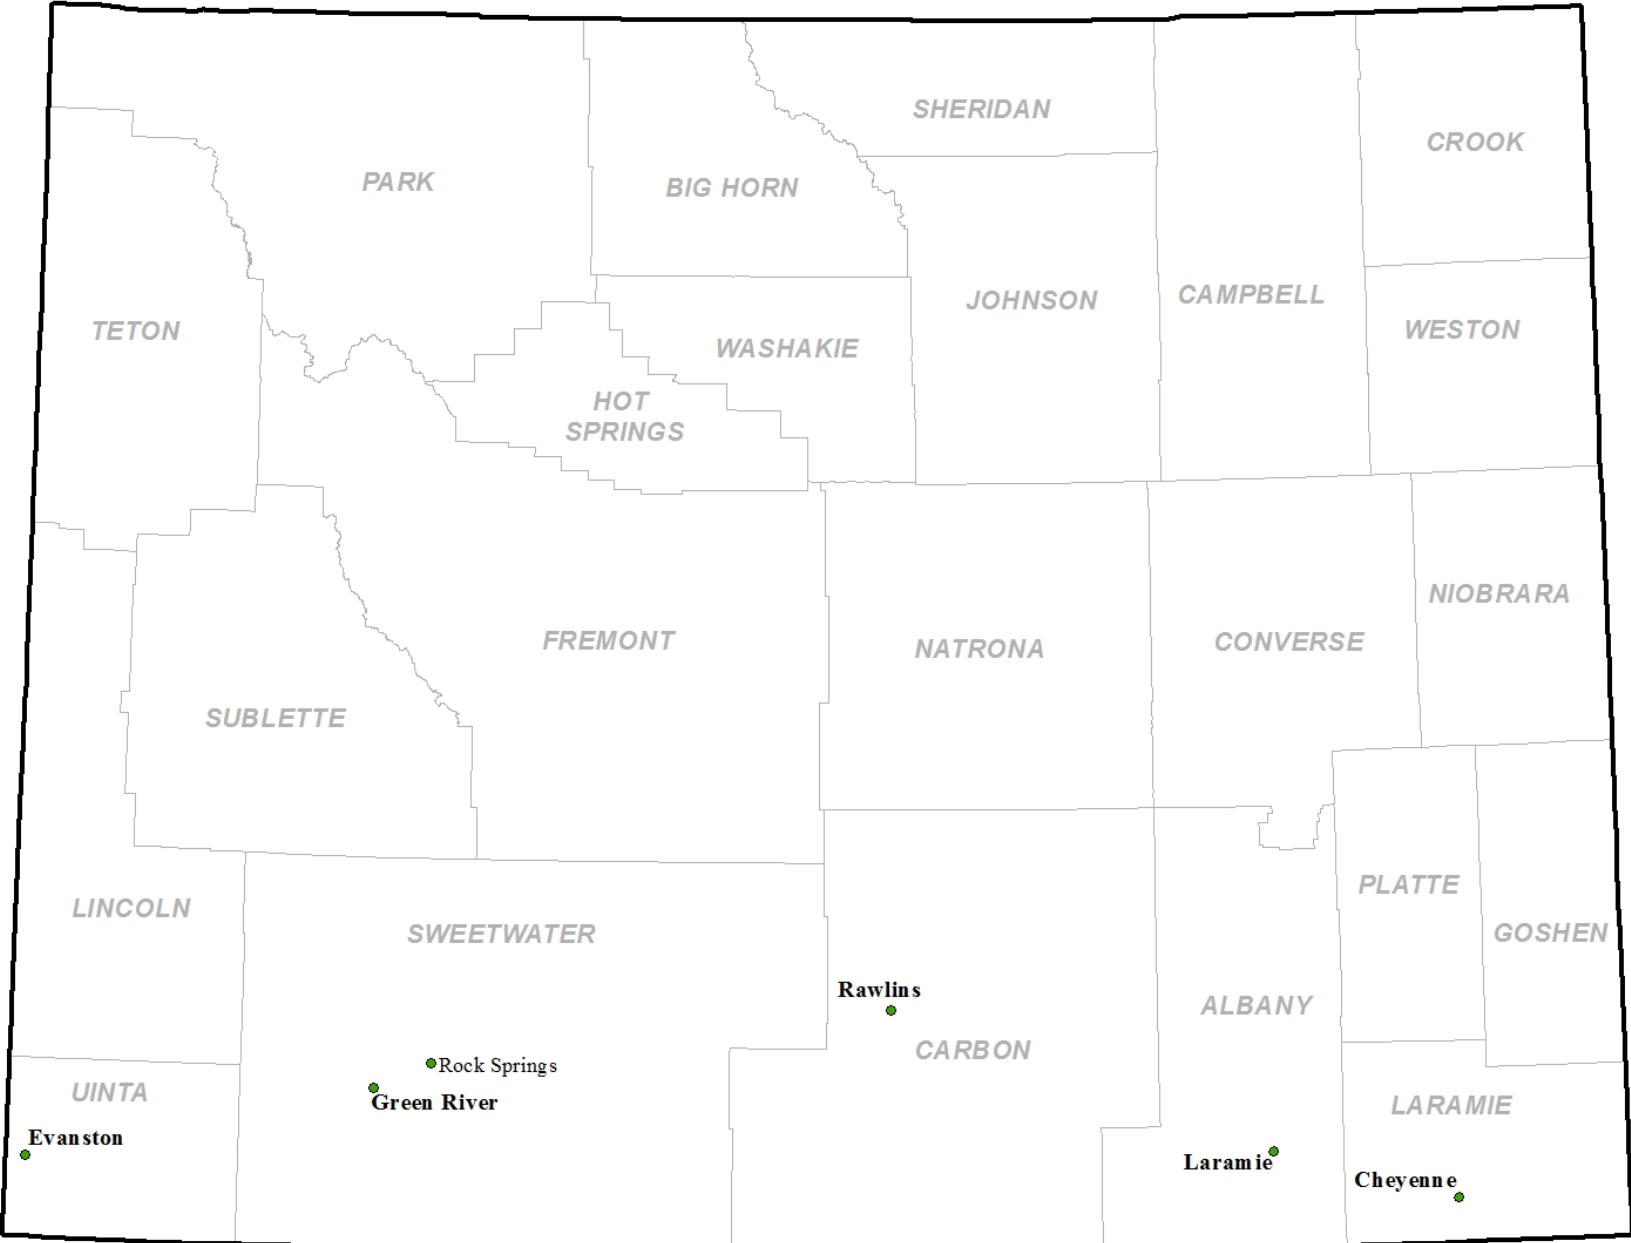 SHERIDAN
CROOK
PARK
BIG HORN
CAMPBELL
JOHNSON
TETON
WESTON
WASHAKIE
HOT
SPRINGS
NIOBRARA
FREMONT
NATRONA
CONVERSE
SUBLETTE
PLATTE
LINCOLN
SWEETWATER
GOSHEN
Rawlins
ALBANY
CARBON
Rock Springs
UINTA
Green River
LARAMIE
Evanston
Laramie
Cheyenne